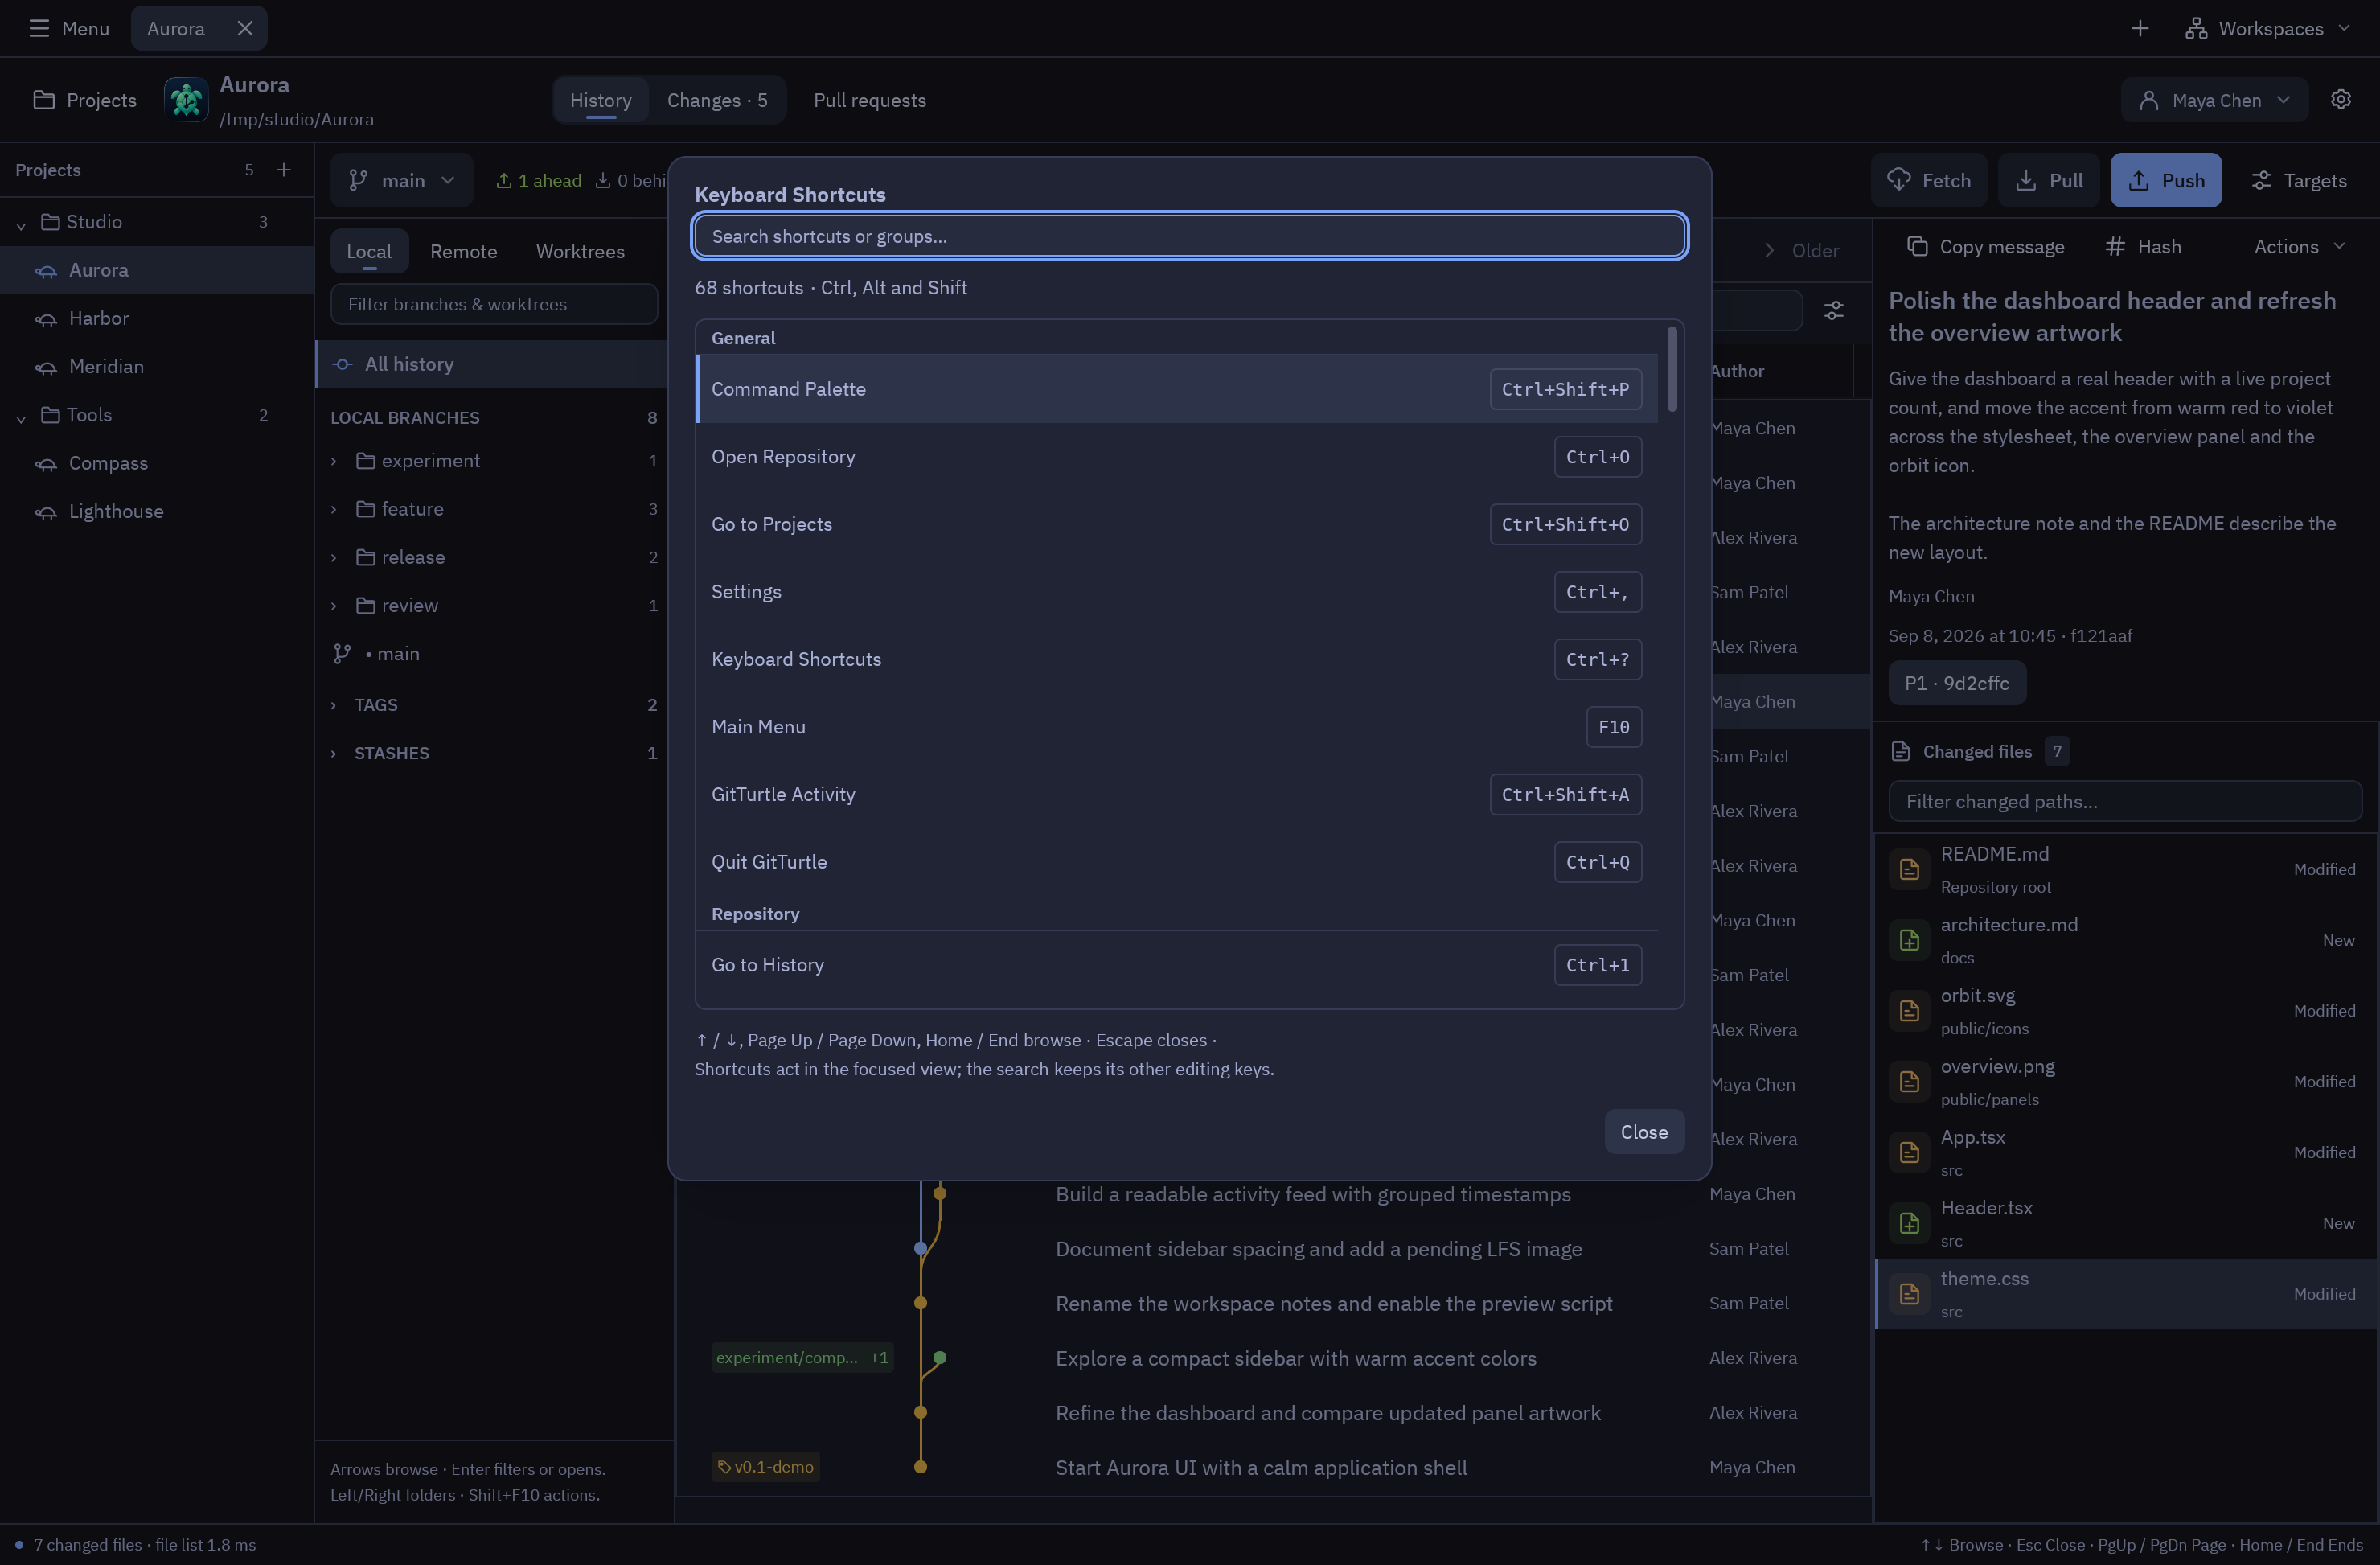 Menu
Aurora
Workspaces
Projects
Aurora
/tmp/studio/Aurora
History
Changes · 5
Pull requests
Maya Chen
Projects
5
Studio
3
Aurora
Harbor
Meridian
Tools
2
Compass
Lighthouse
main
1 ahead
0 behi
Fetch
Pull
Push
Targets
Local
Remote
Worktrees
Filter branches & worktrees
All history
LOCAL BRANCHES
8
experiment
1
feature
3
release
2
review
1
• main
TAGS
2
STASHES
1
Arrows browse · Enter filters or opens.
Left/Right folders · Shift+F10 actions.
Keyboard Shortcuts
Search shortcuts or groups...
68 shortcuts · Ctrl, Alt and Shift
General
Command Palette
Ctrl+Shift+P
Open Repository
Ctrl+O
Go to Projects
Ctrl+Shift+O
Settings
Ctrl+,
Keyboard Shortcuts
Ctrl+?
Main Menu
F10
GitTurtle Activity
Ctrl+Shift+A
Quit GitTurtle
Ctrl+Q
Repository
Go to History
Ctrl+1
↑ / ↓, Page Up / Page Down, Home / End browse · Escape closes ·
Shortcuts act in the focused view; the search keeps its other editing keys.
Close
Older
Author
Maya Chen
Maya Chen
Alex Rivera
Sam Patel
Alex Rivera
Maya Chen
Sam Patel
Alex Rivera
Alex Rivera
Maya Chen
Sam Patel
Alex Rivera
Maya Chen
Alex Rivera
Build a readable activity feed with grouped timestamps
Maya Chen
Document sidebar spacing and add a pending LFS image
Sam Patel
Rename the workspace notes and enable the preview script
Sam Patel
experiment/comp... +1
Explore a compact sidebar with warm accent colors
Alex Rivera
Refine the dashboard and compare updated panel artwork
Alex Rivera
v0.1-demo
Start Aurora UI with a calm application shell
Maya Chen
Copy message
Hash
Actions
Polish the dashboard header and refresh
the overview artwork
Give the dashboard a real header with a live project
count, and move the accent from warm red to violet
across the stylesheet, the overview panel and the
orbit icon.
The architecture note and the README describe the
new layout.
Maya Chen
Sep 8, 2026 at 10:45 · f121aaf
P1 · 9d2cffc
Changed files
7
Filter changed paths...
README.md
Repository root
Modified
architecture.md
docs
New
orbit.svg
public/icons
Modified
overview.png
public/panels
Modified
App.tsx
src
Modified
Header.tsx
src
New
theme.css
src
Modified
7 changed files · file list 1.8 ms
↑↓ Browse · Esc Close · PgUp / PgDn Page · Home / End Ends